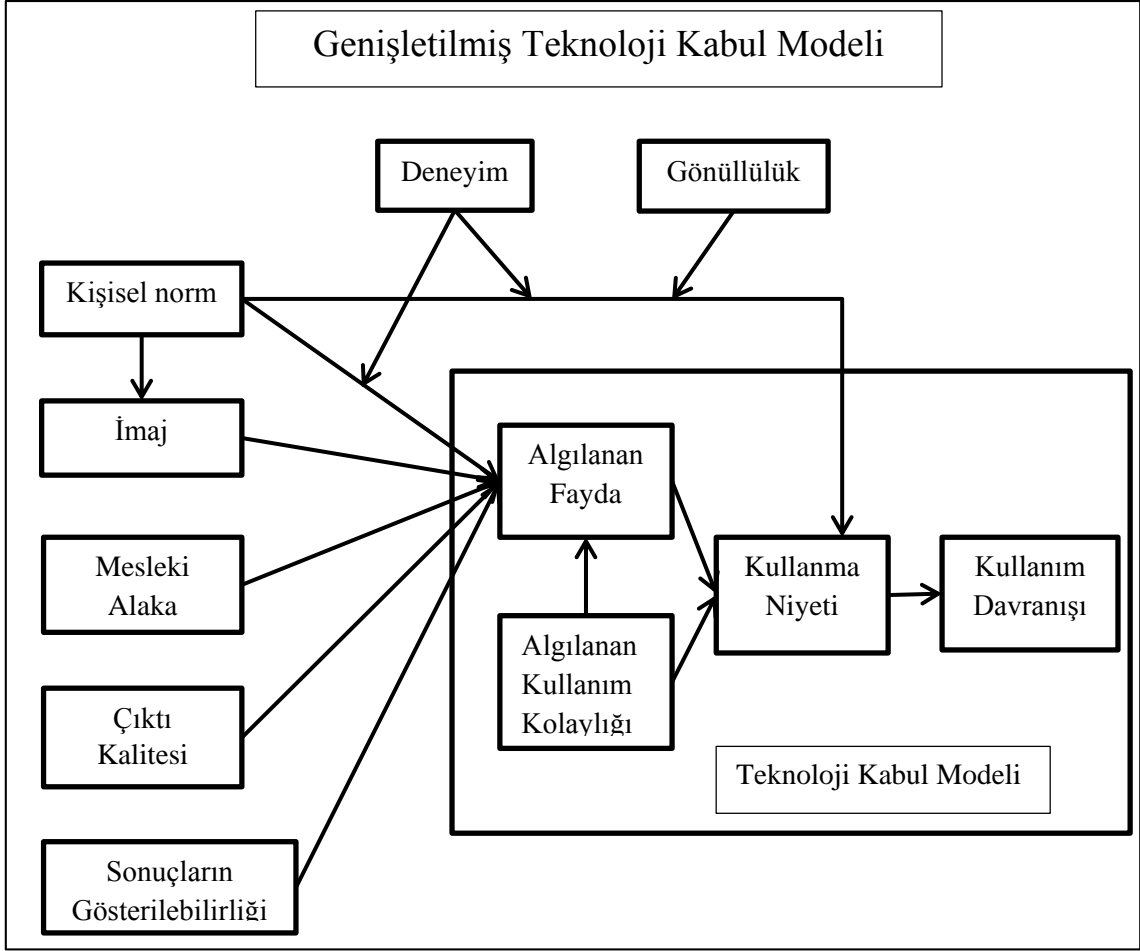 Genişletilmiş Teknoloji Kabul Modeli
Deneyim
Gönüllülük
Kişisel norm
İmaj
Algılanan
Fayda
Mesleki
Alaka
Kullanma
Niyeti
Kullanım
Davranışı
Algılanan
Kullanım
Kolaylığı
Çıktı
Kalitesi
Teknoloji Kabul Modeli
Sonuçların
Gösterilebilirliği